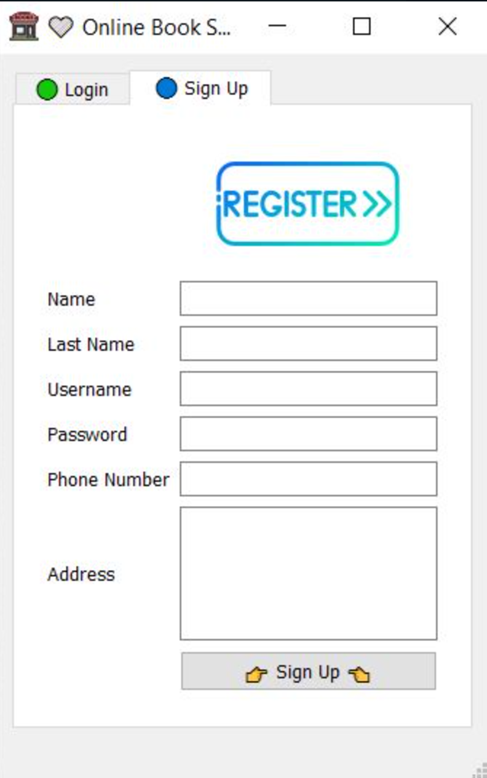 Online Book S...
Login
Sign Up
REGISTER
Name
Last Name
Username
Password
Phone Number
Address
👉 Sign Up 👈